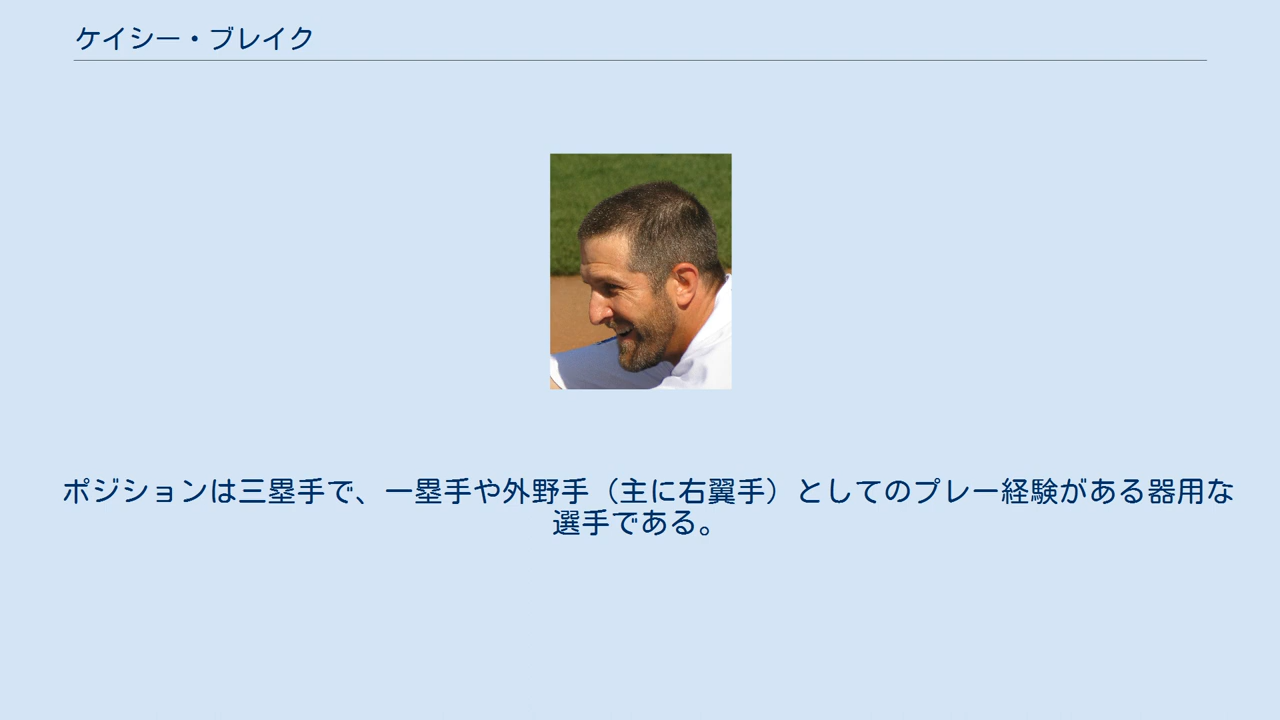 ケイシー・ブレイク
ポジションは三塁手で、一塁手や外野手（主に右翼手）としてのプレー経験がある器用な
選手である。